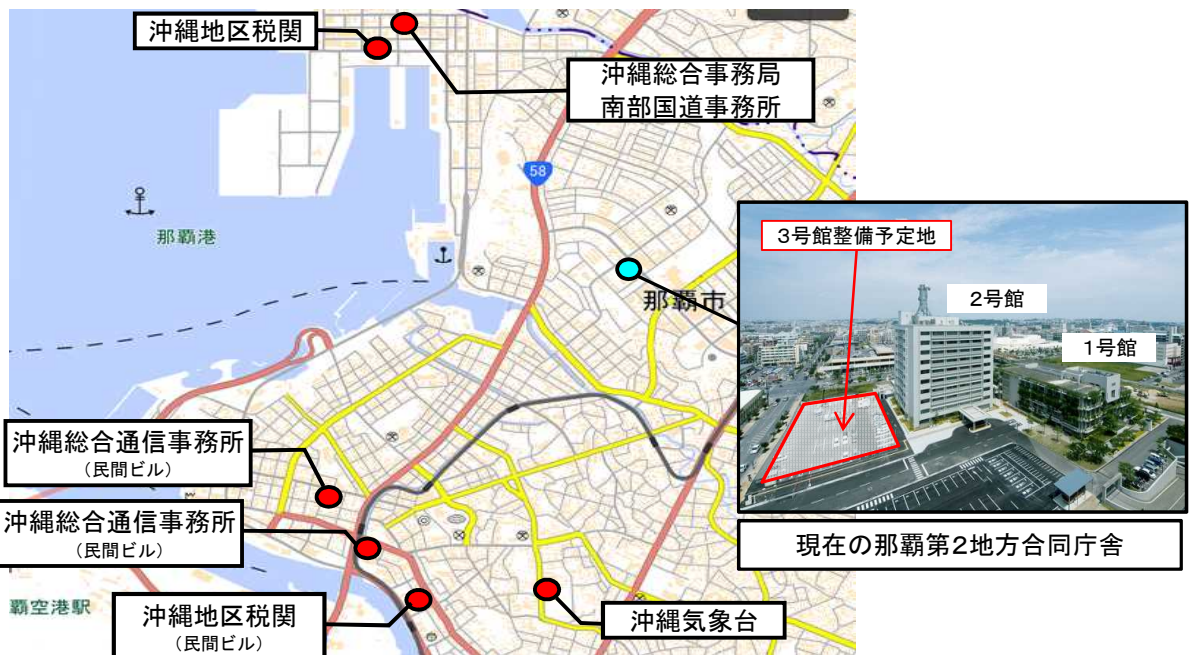 沖縄地区税関
沖縄総合事務局
南部国道事務所
58
那覇港
那覇市
3号館整備予定地
2号館
1号館
沖縄総合通信事務所
(民間ビル)
沖縄総合通信事務所
(民間ビル)
現在の那覇第2地方合同庁舎
覇空港駅
沖縄地区税関
(民間ビル)
沖縄気象台